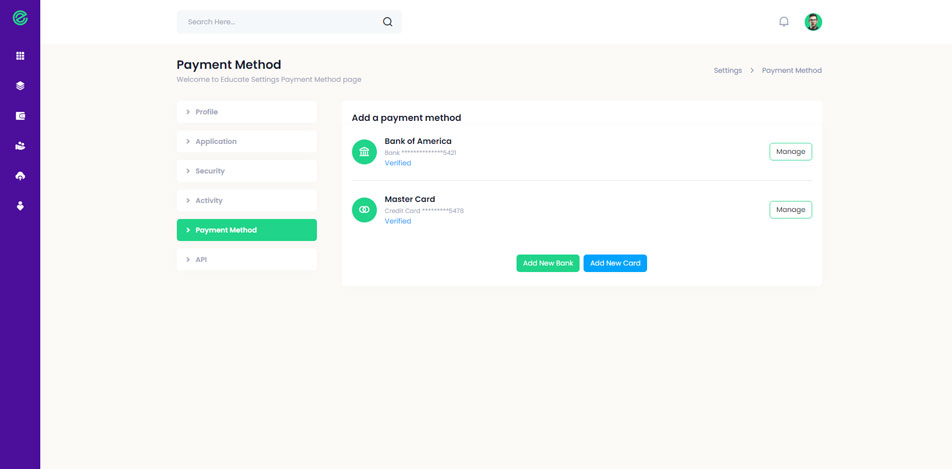 Search Here...
Payment Method
Welcome to Educate Settings Payment Method page
Settings > Payment Method
Profile
Application
Security
Activity
Payment Method
API
Add a payment method
Bank of America
Bank **************5421
Verified
Manage
Master Card
Credit Card *********5478
Verified
Manage
Add New Bank
Add New Card